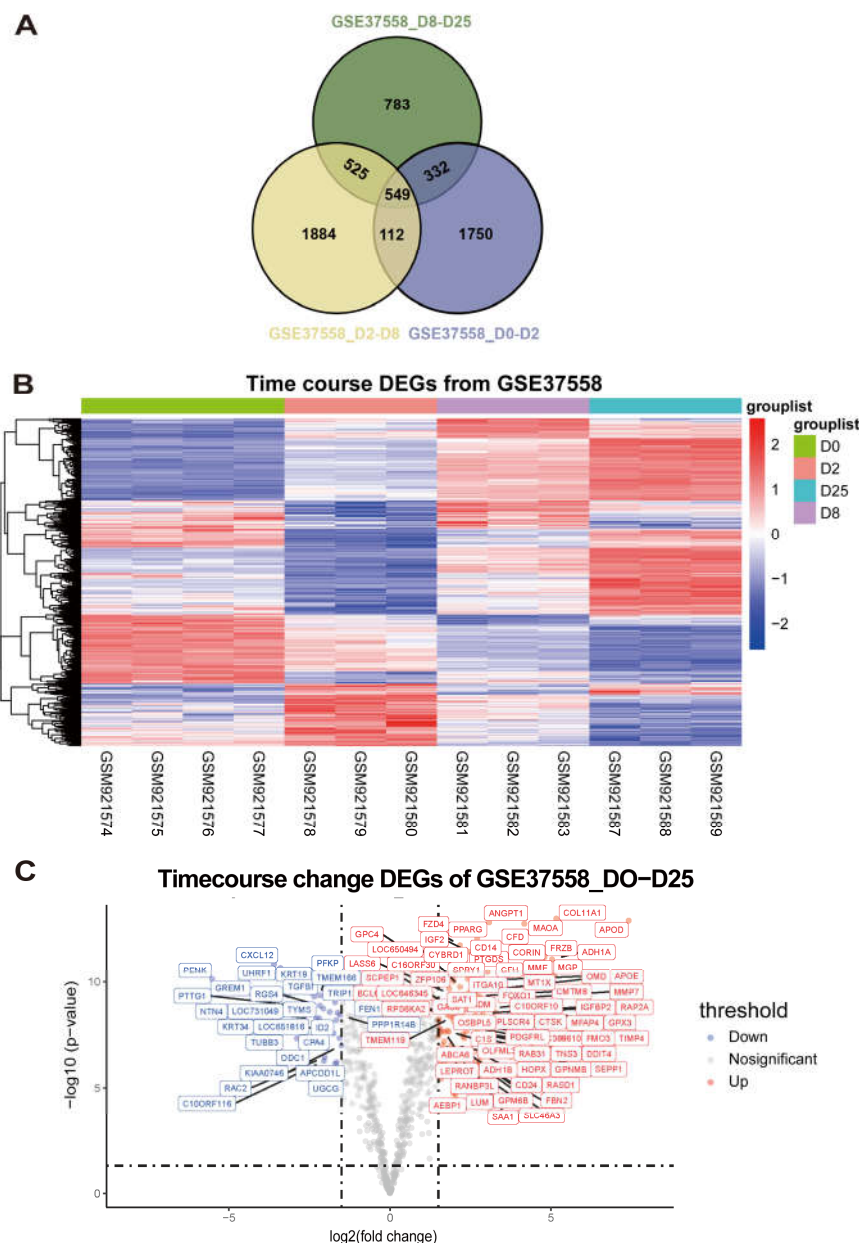 A
GSE37558_D8-D25
783
525
332
549
1884
112
1750
GSE37558_D2-D8 GSE37558_D0-D2
B
Time course DEGs from GSE37558
grouplist
2
1
0
−1
−2
grouplist
D0
D2
D25
D8
GSM921574
GSM921575
GSM921576
GSM921577
GSM921578
GSM921579
GSM921580
GSM921581
GSM921582
GSM921583
GSM921587
GSM921588
GSM921589
C
Timecourse change DEGs of GSE37558_DO−D25
ANGPT1
COL11A1
FZD4
PPARG
MAOA
APOD
GPC4
IGF2
CFD
LOC650494
CD14
CORIN
FRZB
ADH1A
CXCL12
PFKP
CYBRD1
PTGDS
LASS6
C16ORF30
SPRY1
MME
MGP
PENK
UHRF1
KRT19
TMEM166
SCPEP1
ZFP106
OMD
APOE
GREM1
ITGA10
MT1X
PTTG1
RGS4
TRIP1
LOC646345
SAT1
FOXO1
CMTM8
MMP7
NTN4
LOC731049
TYMS
FEN1
RPS6KA2
C10ORF10
IGFBP2
RAP2A
KRT34
LOC651816
ID2
PPP1R14B
OSBPL5
PLSCR4
CTSK
MFAP4
GPX3
TUBB3
CPA4
TMEM119
C1S
PDGFRL
FMO3
TIMP4
DDC1
ABCA6
RAB31
TNS3
DDIT4
KIAA0746
APCDD1L
LEPROT
ADH1B
HOPX
GPNMB
SEPP1
RAC2
UGCG
RANBP3L
CD24
RASD1
C10ORF116
AEBP1
LUM
GPM6B
FBN2
SAA1
SLC46A3
10
5
0
−log10 (p−value)
−5
0
5
log2(fold change)
threshold
Down
Nosignificant
Up